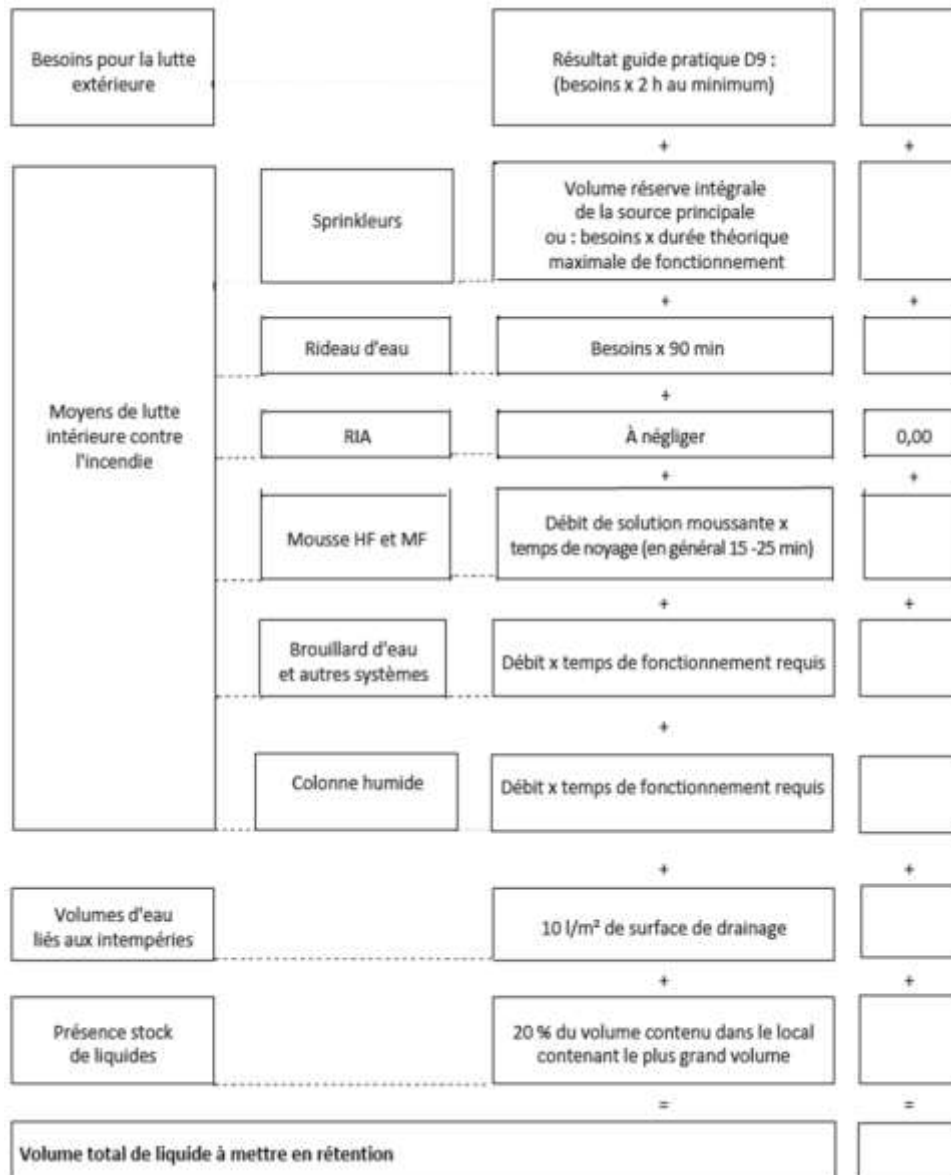 Besoins pour la lutte
extérieure
Résultat guide pratique D9 :
(besoins x 2 h au minimum)
+
+
Moyens de lutte
intérieure contre
l'incendie
Sprinkleurs
Volume réserve intégrale
de la source principale
ou : besoins x durée théorique
maximale de fonctionnement
+
+
Rideau d'eau
Besoins x 90 min
+
RIA
À négliger
0,00
+
+
Mousse HF et MF
Débit de solution moussante x
temps de noyage (en général 15 -25 min)
+
+
Brouillard d'eau
et autres systèmes
Débit x temps de fonctionnement requis
+
Colonne humide
Débit x temps de fonctionnement requis
+
+
Volumes d'eau
liés aux intempéries
10 l/m² de surface de drainage
+
+
Présence stock
de liquides
20 % du volume contenu dans le local
contenant le plus grand volume
=
=
Volume total de liquide à mettre en rétention